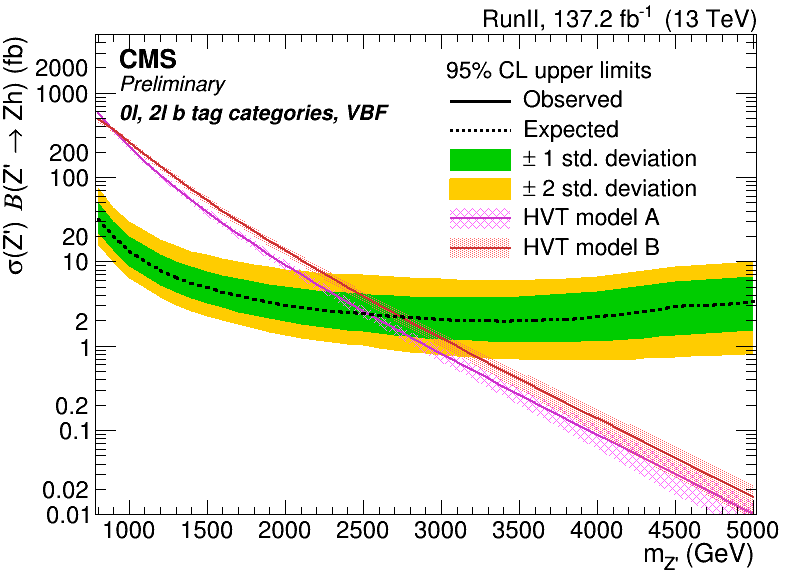 RunII, 137.2 fb⁻¹ (13 TeV)
CMS
Preliminary
0l, 2l b tag categories, VBF
95% CL upper limits
Observed
Expected
± 1 std. deviation
± 2 std. deviation
HVT model A
HVT model B
σ(Z') B(Z' → Zh) (fb)
2000
1000
200
100
20
10
2
1
0.2
0.1
0.02
0.01
1000 1500 2000 2500 3000 3500 4000 4500 5000
m_Z' (GeV)